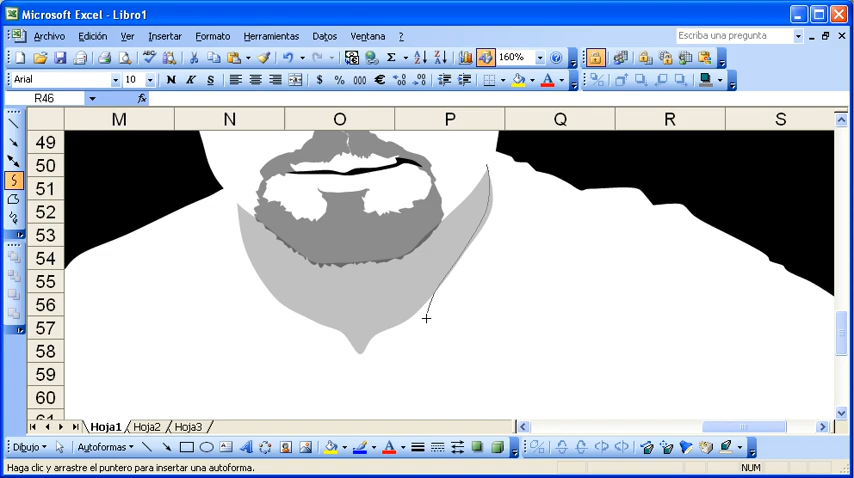 Microsoft Excel - Libro1
Archivo Edición Ver Insertar Formato Herramientas Datos Ventana ? Escriba una pregunta
160%
Arial 10 N K S $ % 000 €
R46 fx
M N O P Q R S
49
50
51
52
53
54
55
56
57
58
59
60
61
Hoja1 Hoja2 Hoja3
Dibujo Autoformas
Haga clic y arrastre el puntero para insertar una autoforma. NUM